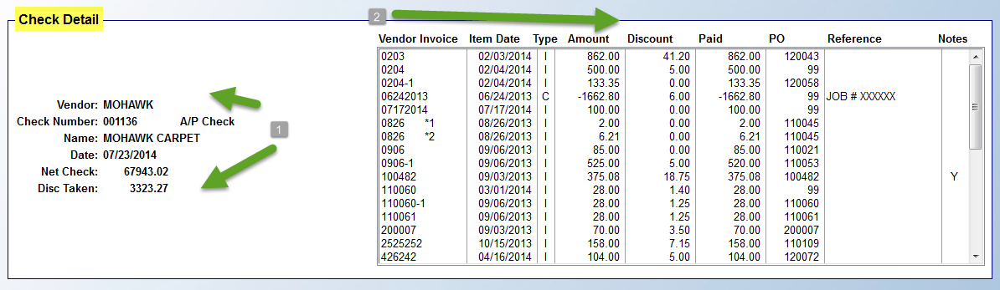 Check Detail
2
Vendor Invoice Item Date Type Amount Discount Paid PO Reference Notes
0203 02/03/2014 I 862.00 41.20 862.00 120043
0204 02/04/2014 I 500.00 5.00 500.00 99
0204-1 02/04/2014 I 133.35 0.00 133.35 120058
06242013 06/24/2013 C -1662.80 6.00 -1662.80 99 JOB # XXXXXX
07172014 07/17/2014 I 100.00 0.00 100.00 99
0826 *1 08/26/2013 I 2.00 0.00 2.00 110045
0826 *2 08/26/2013 I 6.21 0.00 6.21 110045
0906 09/06/2013 I 85.00 0.00 85.00 110021
0906-1 09/06/2013 I 525.00 5.00 520.00 110053
100482 09/03/2013 I 375.08 18.75 375.08 100482 Y
110060 03/01/2014 I 28.00 1.40 28.00 99
110060-1 09/06/2013 I 28.00 1.25 28.00 110060
110061 09/06/2013 I 28.00 1.25 28.00 110061
200007 09/03/2013 I 70.00 3.50 70.00 200007
2525252 10/15/2013 I 158.00 7.15 158.00 110109
426242 04/16/2014 I 104.00 5.00 104.00 120072
Vendor: MOHAWK
Check Number: 001136 A/P Check
1
Name: MOHAWK CARPET
Date: 07/23/2014
Net Check: 67943.02
Disc Taken: 3323.27